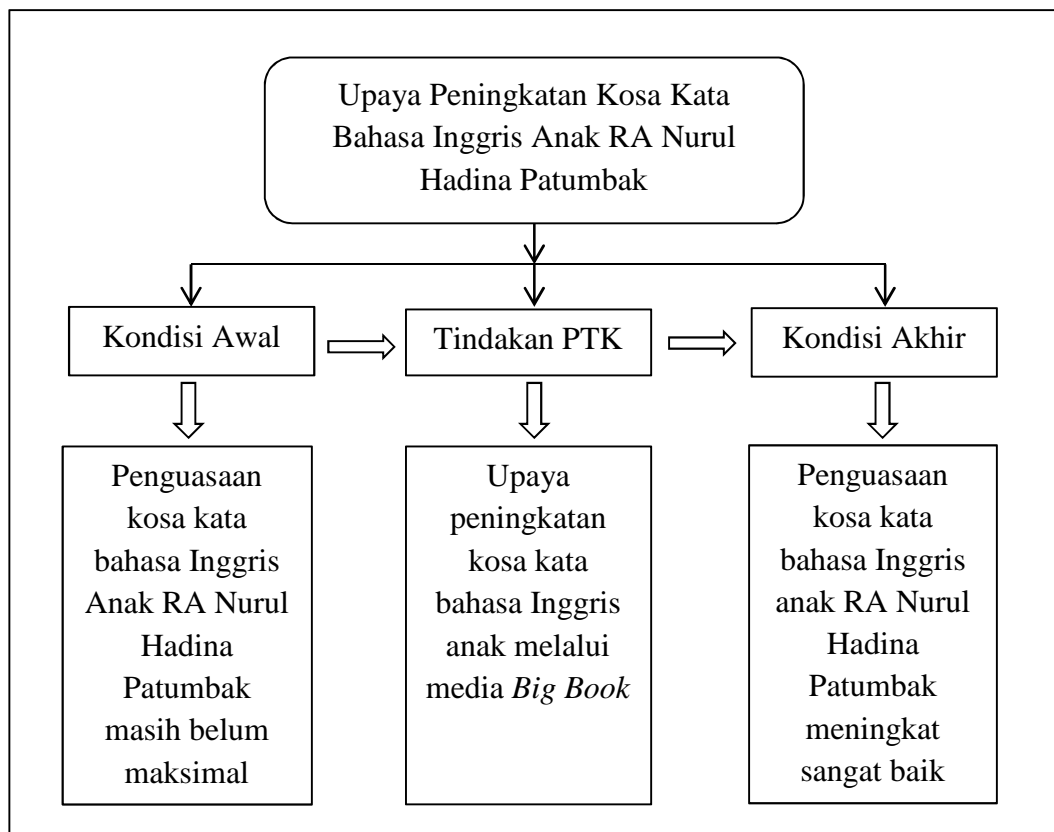 Upaya Peningkatan Kosa Kata
Bahasa Inggris Anak RA Nurul
Hadina Patumbak
Kondisi Awal
Tindakan PTK
Kondisi Akhir
Penguasaan
kosa kata
bahasa Inggris
Anak RA Nurul
Hadina
Patumbak
masih belum
maksimal
Upaya
peningkatan
kosa kata
bahasa Inggris
anak melalui
media Big Book
Penguasaan
kosa kata
bahasa Inggris
anak RA Nurul
Hadina
Patumbak
meningkat
sangat baik